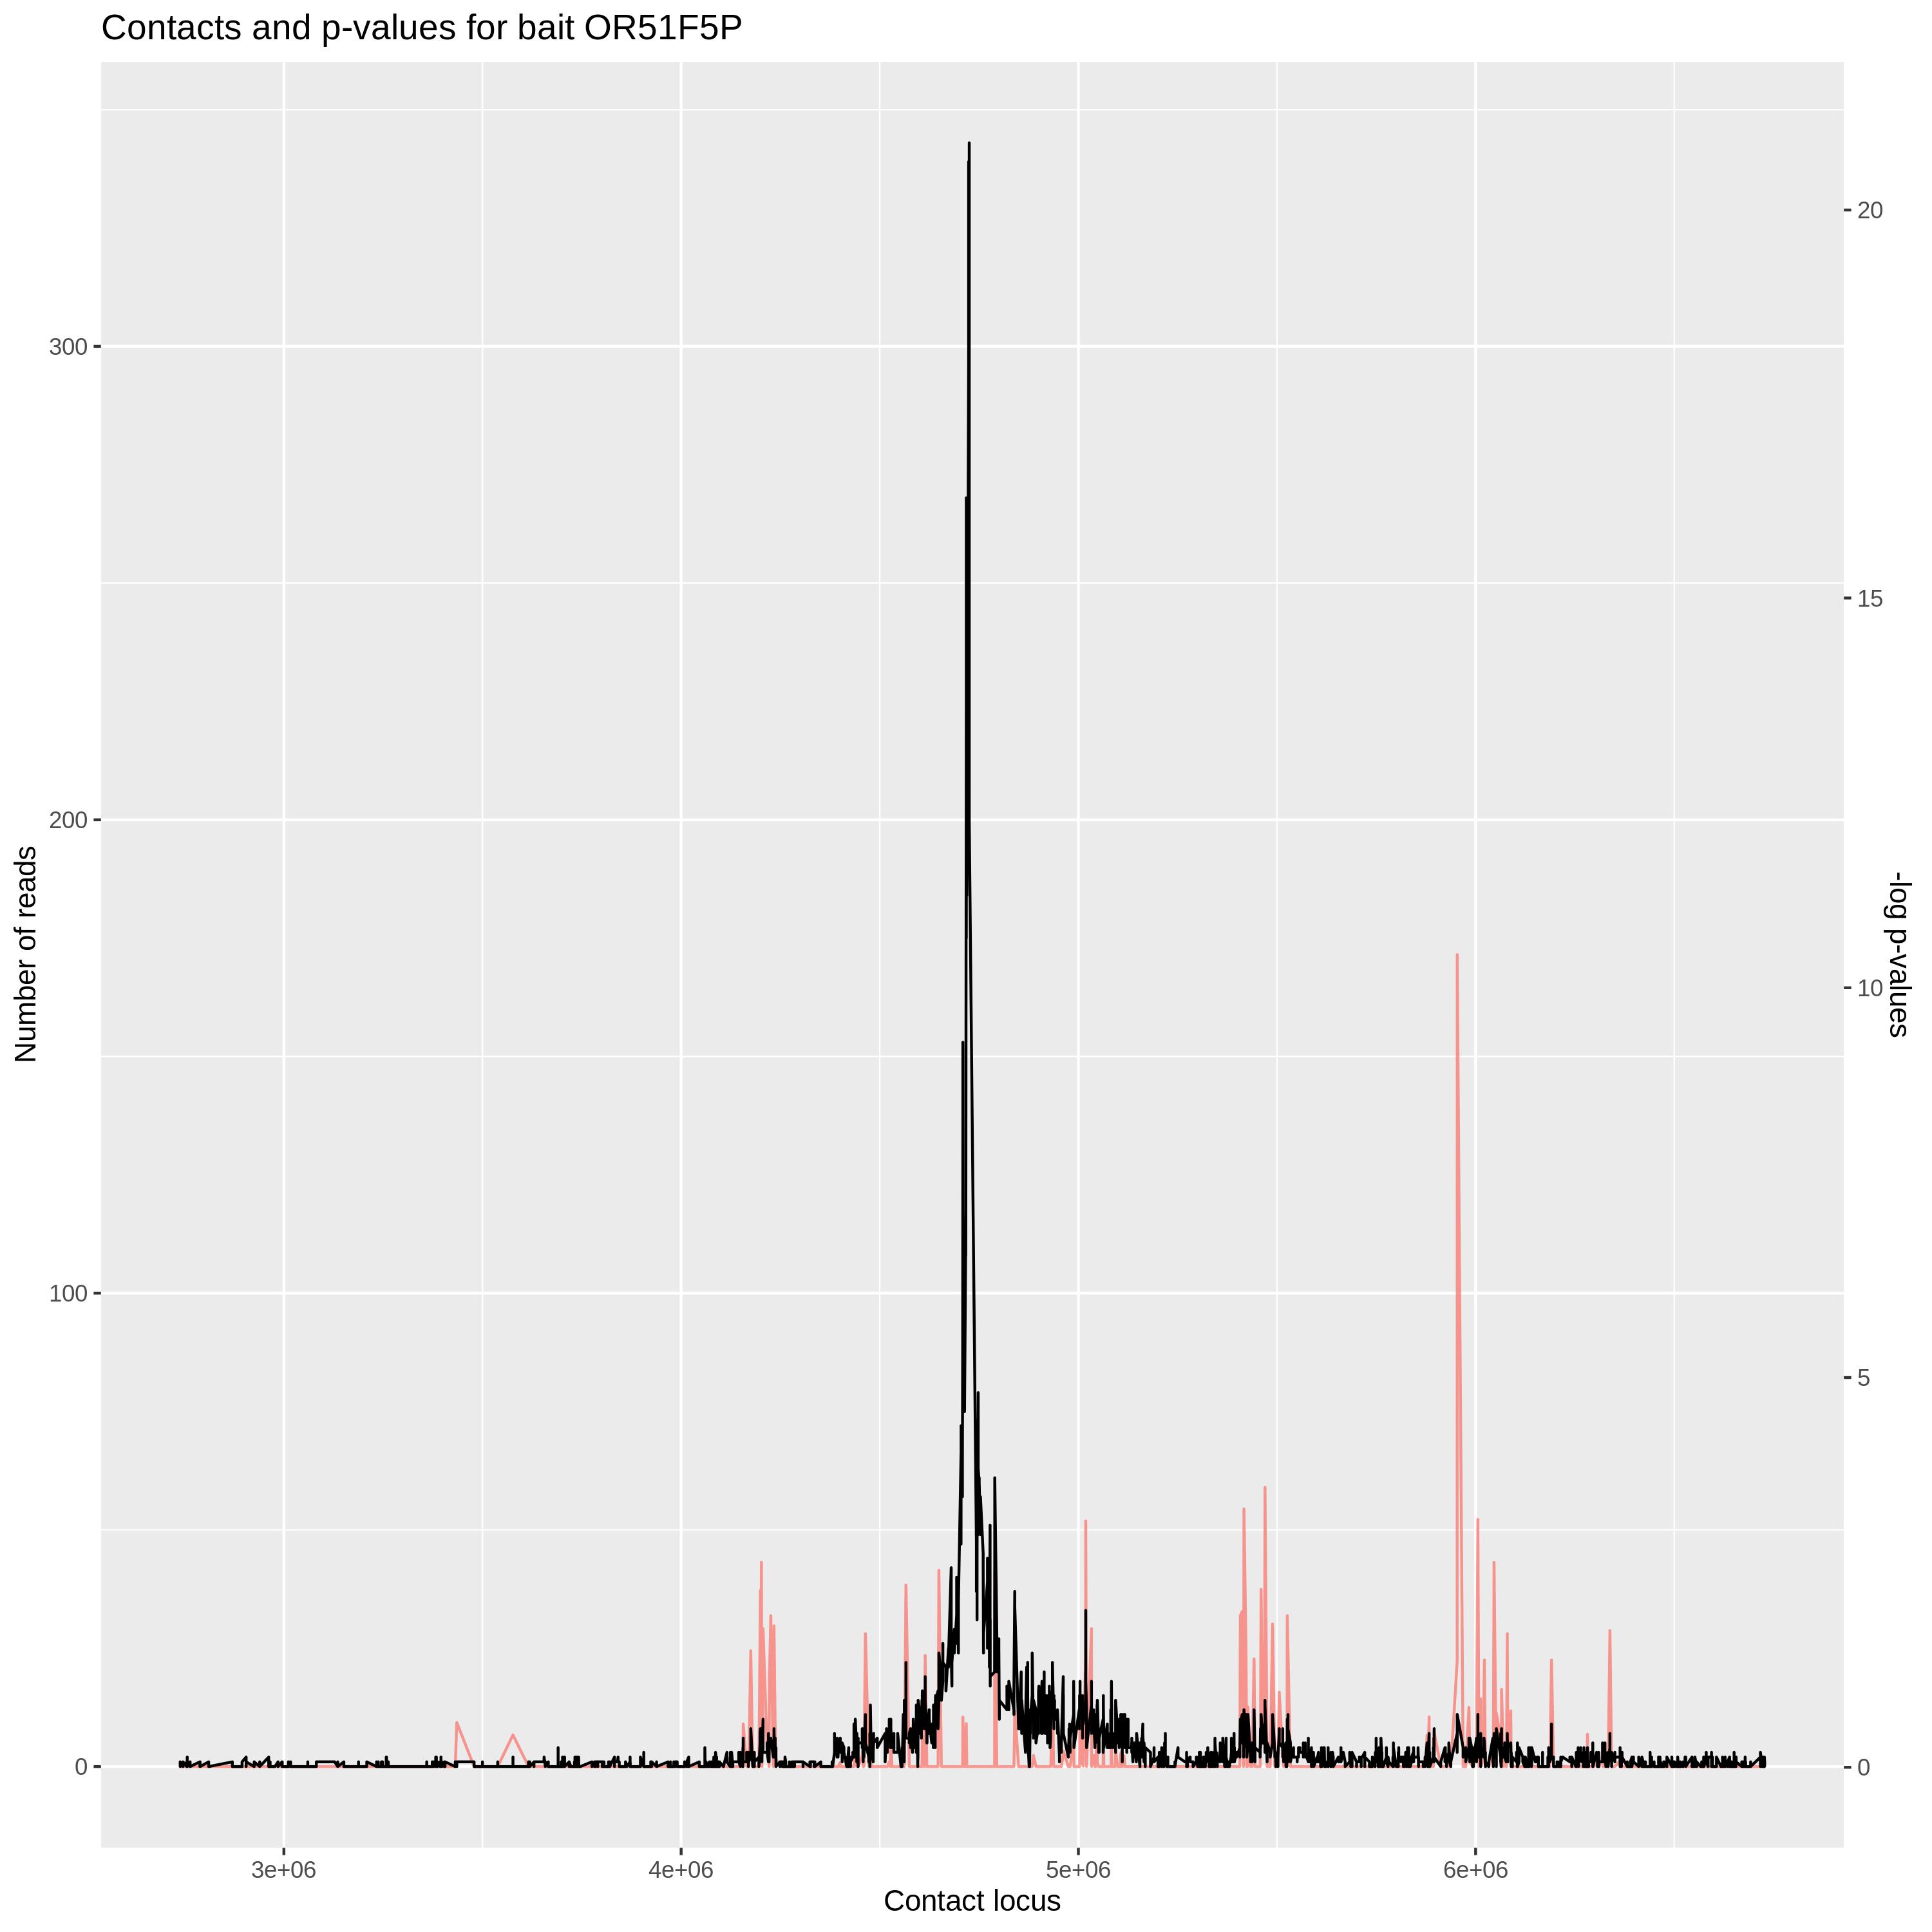 Contacts and p-values for bait OR51F5P
Number of reads
300
200
100
0
20
15
10
5
0
-log p-values
3e+06
4e+06
5e+06
6e+06
Contact locus